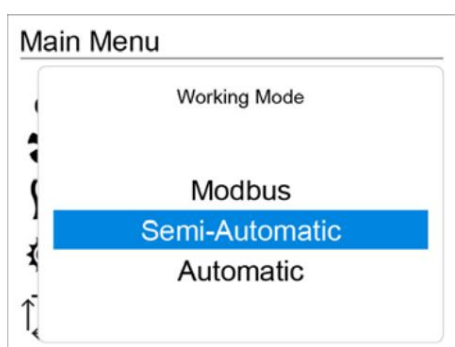 Main Menu
Working Mode
Modbus
Semi-Automatic
Automatic